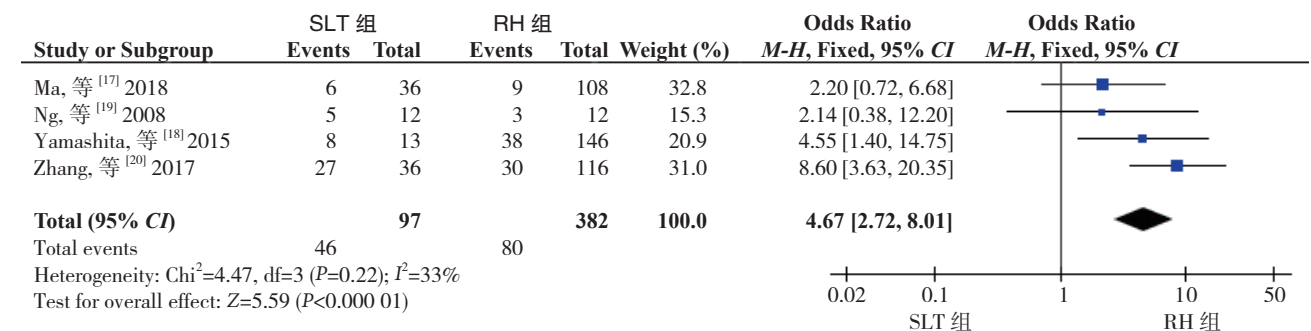 SLT 组 RH 组 Odds Ratio Odds Ratio
Study or Subgroup Events Total Events Total Weight (%) M-H, Fixed, 95% CI M-H, Fixed, 95% CI
Ma, 等 [17] 2018 6 36 9 108 32.8 2.20 [0.72, 6.68]
Ng, 等 [19] 2008 5 12 3 12 15.3 2.14 [0.38, 12.20]
Yamashita, 等 [18] 2015 8 13 38 146 20.9 4.55 [1.40, 14.75]
Zhang, 等 [20] 2017 27 36 30 116 31.0 8.60 [3.63, 20.35]
Total (95% CI) 97 382 100.0 4.67 [2.72, 8.01]
Total events 46 80
Heterogeneity: Chi²=4.47, df=3 (P=0.22); I²=33%
Test for overall effect: Z=5.59 (P<0.000 01)
0.02 0.1 1 10 50
SLT 组 RH 组